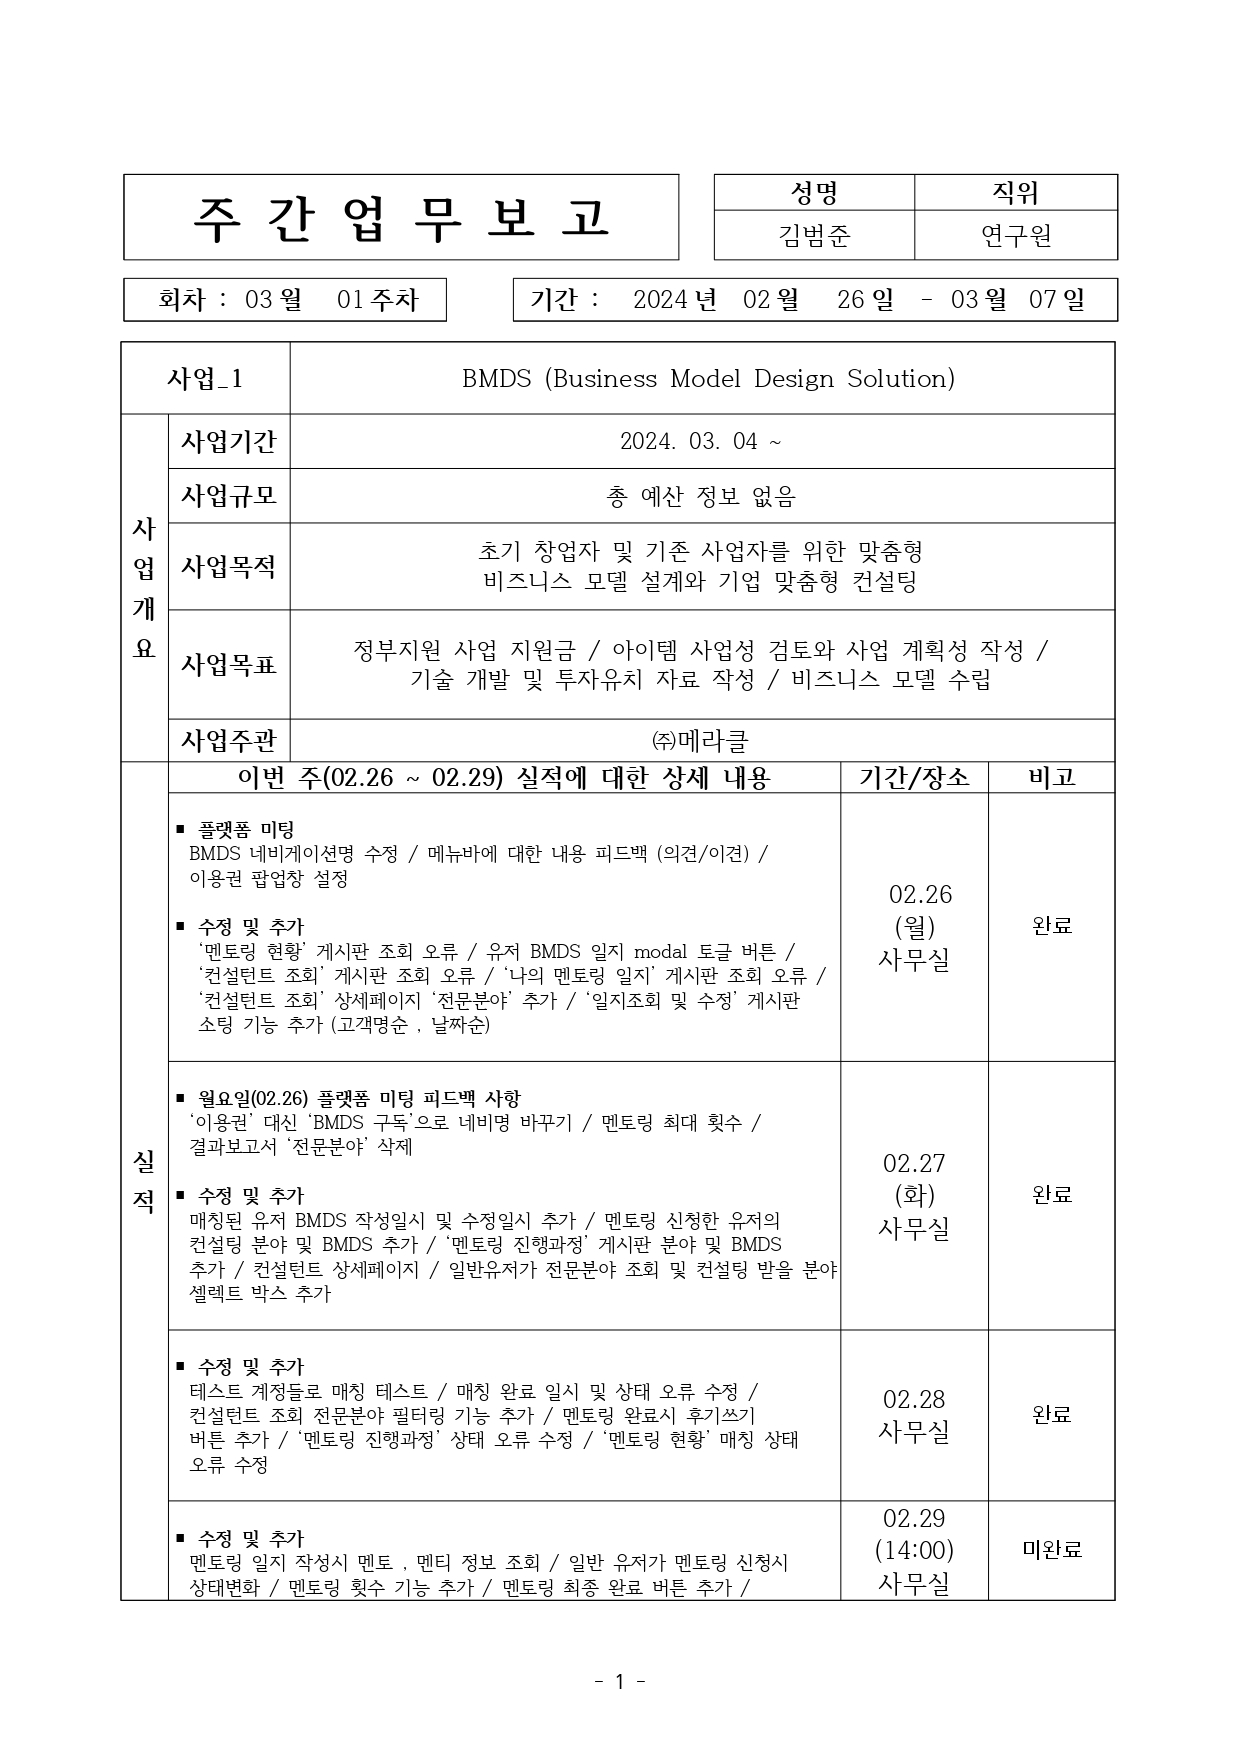 주 간 업 무 보 고
성명 직위
김범준 연구원
회차 : 03월 01주차
기간 : 2024년 02월 26일 - 03월 07일
사업_1 BMDS (Business Model Design Solution)
사업개요
사업기간 2024. 03. 04 ~
사업규모 총 예산 정보 없음
사업목적
초기 창업자 및 기존 사업자를 위한 맞춤형
비즈니스 모델 설계와 기업 맞춤형 컨설팅
사업목표
정부지원 사업 지원금 / 아이템 사업성 검토와 사업 계획성 작성 /
기술 개발 및 투자유치 자료 작성 / 비즈니스 모델 수립
사업주관 ㈜메라클
실적
이번 주(02.26 ~ 02.29) 실적에 대한 상세 내용 기간/장소 비고
▪ 플랫폼 미팅
BMDS 네비게이션명 수정 / 메뉴바에 대한 내용 피드백 (의견/이견) /
이용권 팝업창 설정
▪ 수정 및 추가
‘멘토링 현황’ 게시판 조회 오류 / 유저 BMDS 일지 modal 토글 버튼 /
‘컨설턴트 조회’ 게시판 조회 오류 / ‘나의 멘토링 일지’ 게시판 조회 오류 /
‘컨설턴트 조회’ 상세페이지 ‘전문분야’ 추가 / ‘일지조회 및 수정’ 게시판
소팅 기능 추가 (고객명순 , 날짜순)
02.26
(월)
사무실
완료
▪ 월요일(02.26) 플랫폼 미팅 피드백 사항
‘이용권’ 대신 ‘BMDS 구독’으로 네비명 바꾸기 / 멘토링 최대 횟수 /
결과보고서 ‘전문분야’ 삭제
▪ 수정 및 추가
매칭된 유저 BMDS 작성일시 및 수정일시 추가 / 멘토링 신청한 유저의
컨설팅 분야 및 BMDS 추가 / ‘멘토링 진행과정’ 게시판 분야 및 BMDS
추가 / 컨설턴트 상세페이지 / 일반유저가 전문분야 조회 및 컨설팅 받을 분야
셀렉트 박스 추가
02.27
(화)
사무실
완료
▪ 수정 및 추가
테스트 계정들로 매칭 테스트 / 매칭 완료 일시 및 상태 오류 수정 /
컨설턴트 조회 전문분야 필터링 기능 추가 / 멘토링 완료시 후기쓰기
버튼 추가 / ‘멘토링 진행과정’ 상태 오류 수정 / ‘멘토링 현황’ 매칭 상태
오류 수정
02.28
사무실
완료
▪ 수정 및 추가
멘토링 일지 작성시 멘토 , 멘티 정보 조회 / 일반 유저가 멘토링 신청시
상태변화 / 멘토링 횟수 기능 추가 / 멘토링 최종 완료 버튼 추가 /
02.29
(14:00)
사무실
미완료
- 1 -